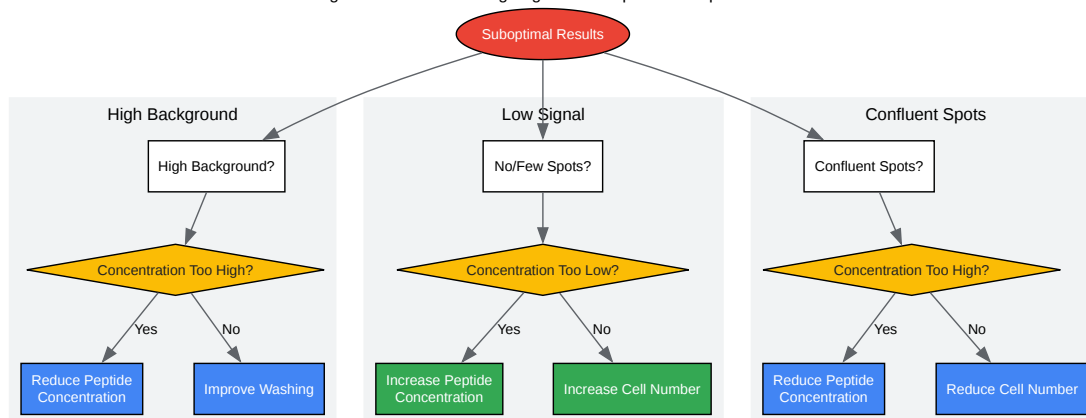 Suboptimal Results
High Background
Low Signal
Confluent Spots
High Background?
No/Few Spots?
Confluent Spots?
Concentration Too High?
Concentration Too Low?
Concentration Too High?
Yes
No
Yes
No
Yes
No
Reduce Peptide
Concentration
Improve Washing
Increase Peptide
Concentration
Increase Cell Number
Reduce Peptide
Concentration
Reduce Cell Number